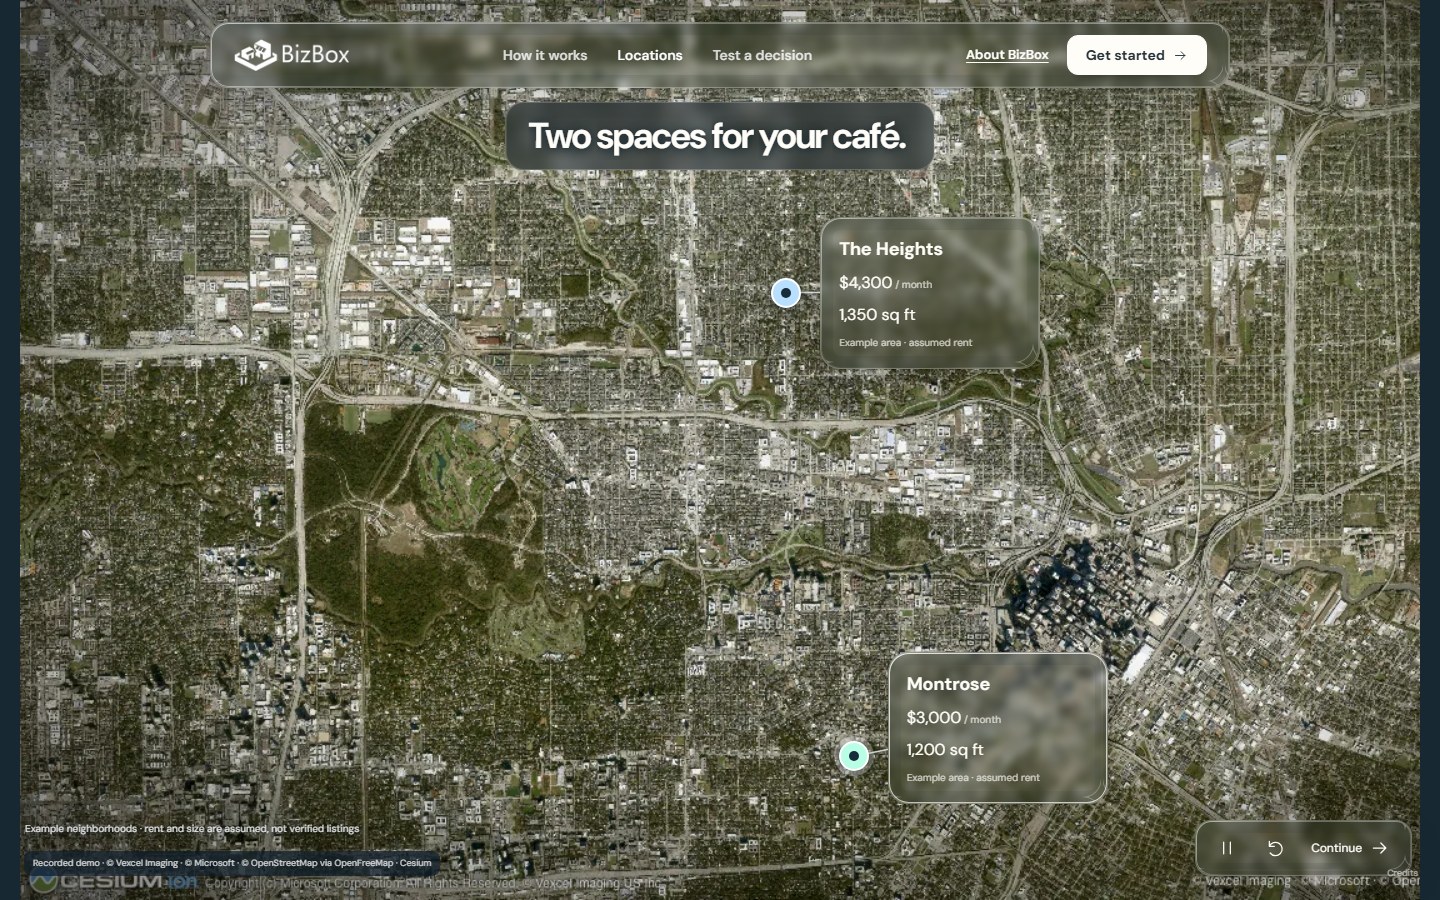 BizBox
How it works
Locations
Test a decision
About BizBox
Get started
Two spaces for your café.
The Heights
$4,300 / month
1,350 sq ft
Example area · assumed rent
Montrose
$3,000 / month
1,200 sq ft
Example area · assumed rent
Example neighborhoods · rent and size are assumed, not verified listings
Continue
Recorded demo · © Vexcel Imaging · © Microsoft · © OpenStreetMap via OpenFreeMap · Cesium
Credits
CESIUM ion
Copyright (c) Microsoft Corporation. All Rights Reserved. © Vexcel Imaging US Inc
© Vexcel Imaging · © Microsoft · © Open